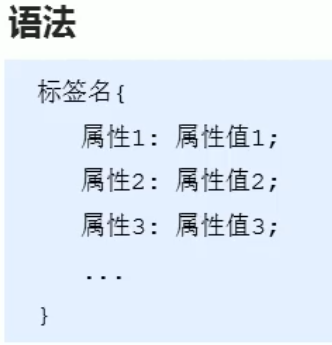 语法
标签名{
属性1: 属性值1;
属性2: 属性值2;
属性3: 属性值3;
...
}